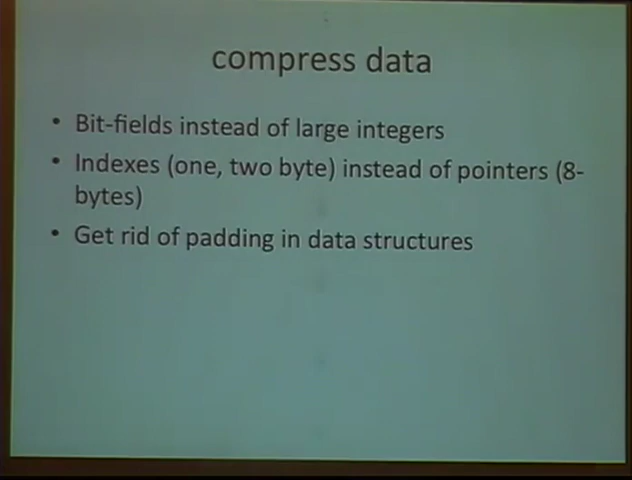 compress data
• Bit-fields instead of large integers
• Indexes (one, two byte) instead of pointers (8-
bytes)
• Get rid of padding in data structures